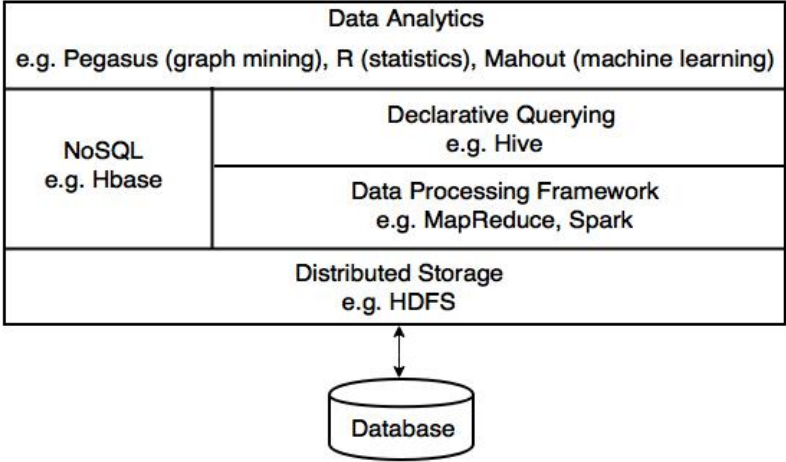 Data Analytics
e.g. Pegasus (graph mining), R (statistics), Mahout (machine learning)
NoSQL
e.g. Hbase
Declarative Querying
e.g. Hive
Data Processing Framework
e.g. MapReduce, Spark
Distributed Storage
e.g. HDFS
Database